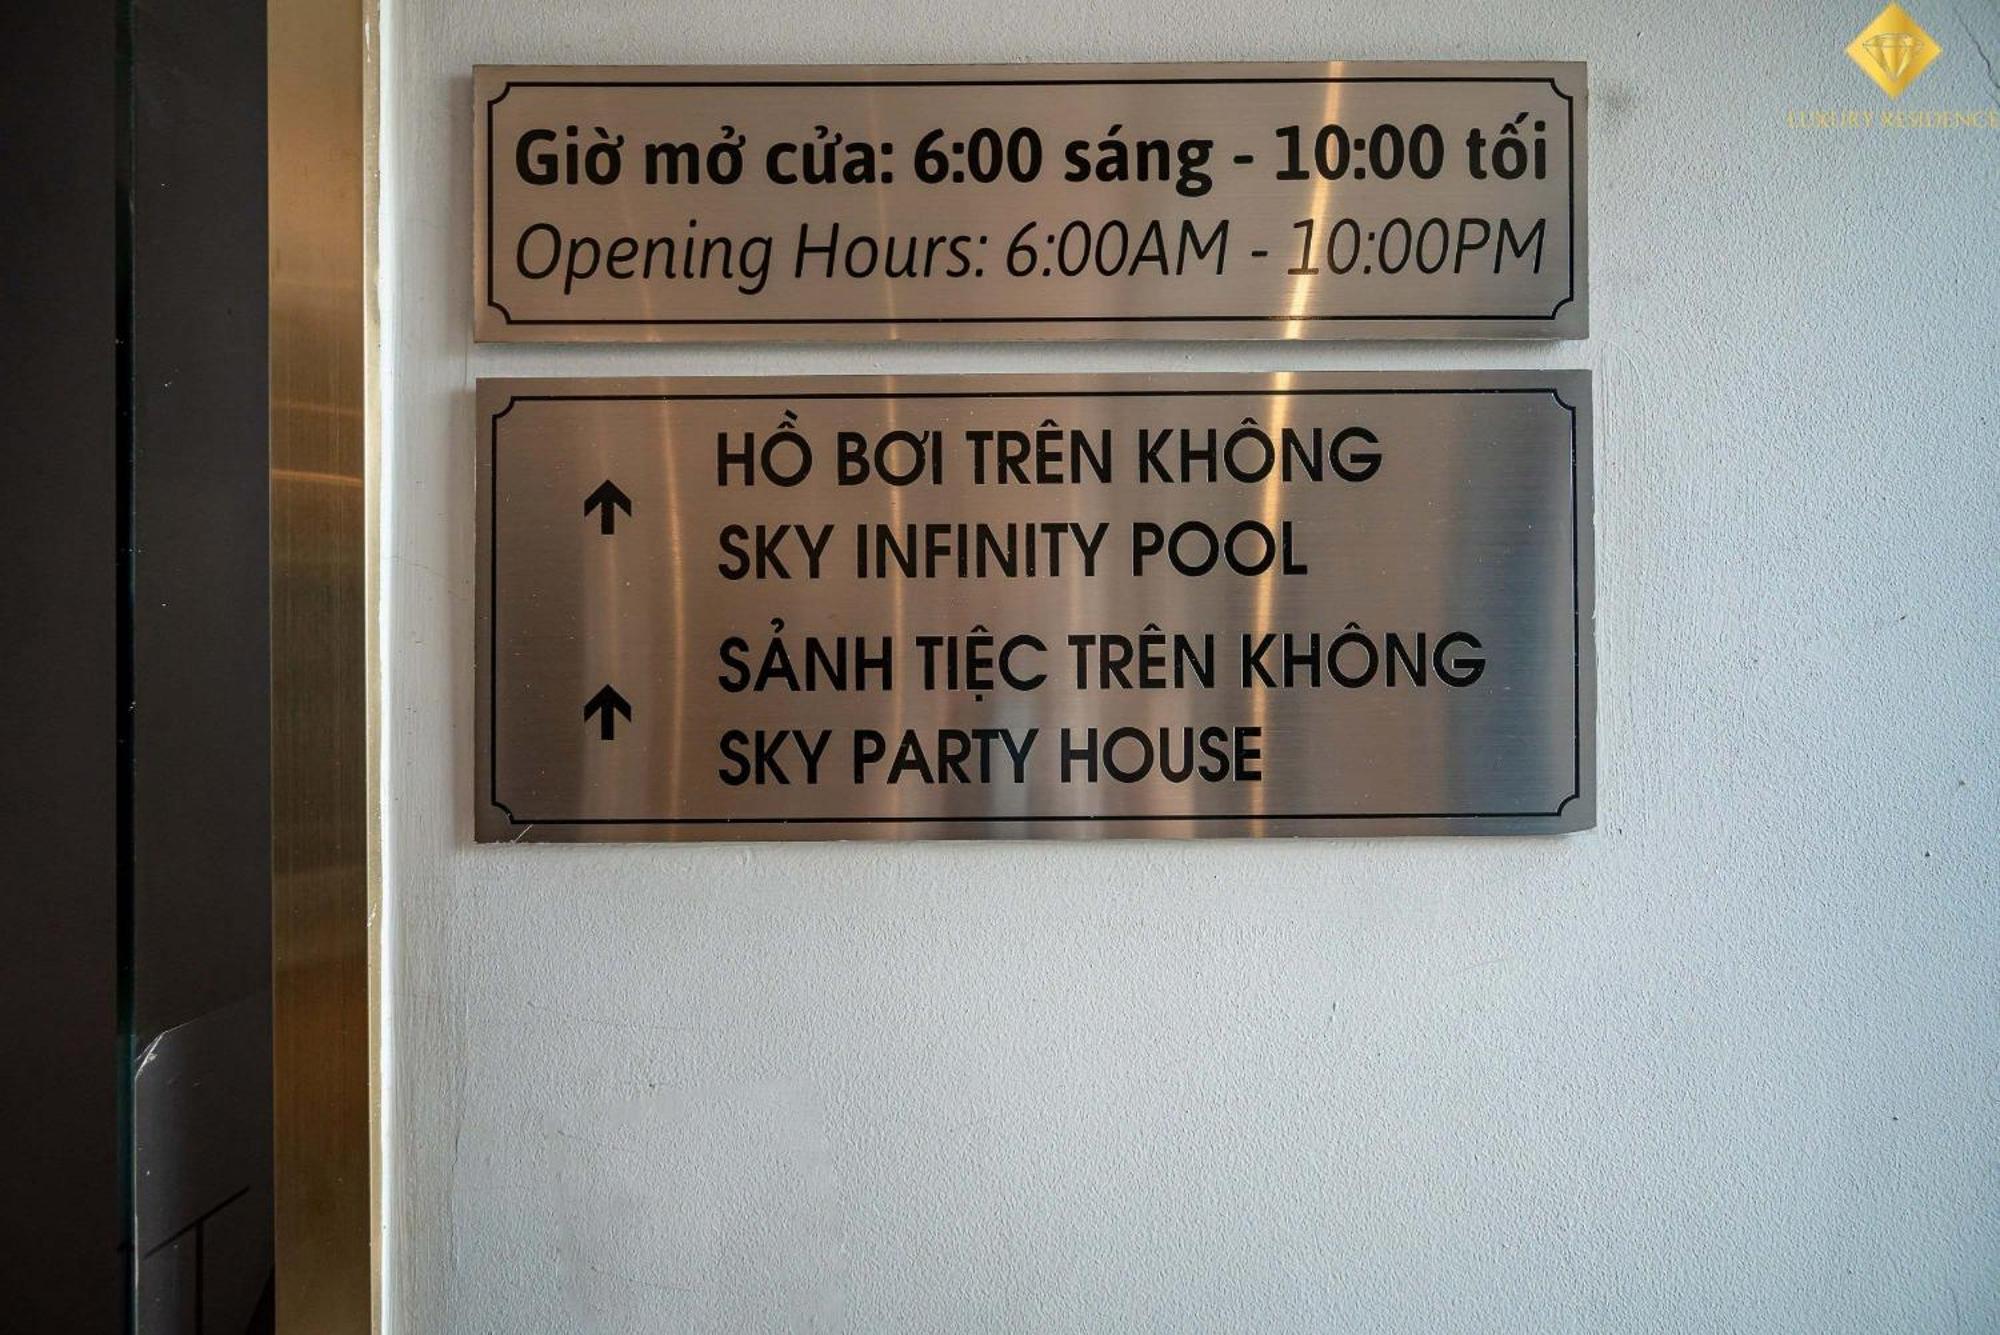 LUXURY RESIDENCE
Giờ mở cửa: 6:00 sáng - 10:00 tối
Opening Hours: 6:00AM - 10:00PM
HỒ BƠI TRÊN KHÔNG
SKY INFINITY POOL
SẢNH TIỆC TRÊN KHÔNG
SKY PARTY HOUSE